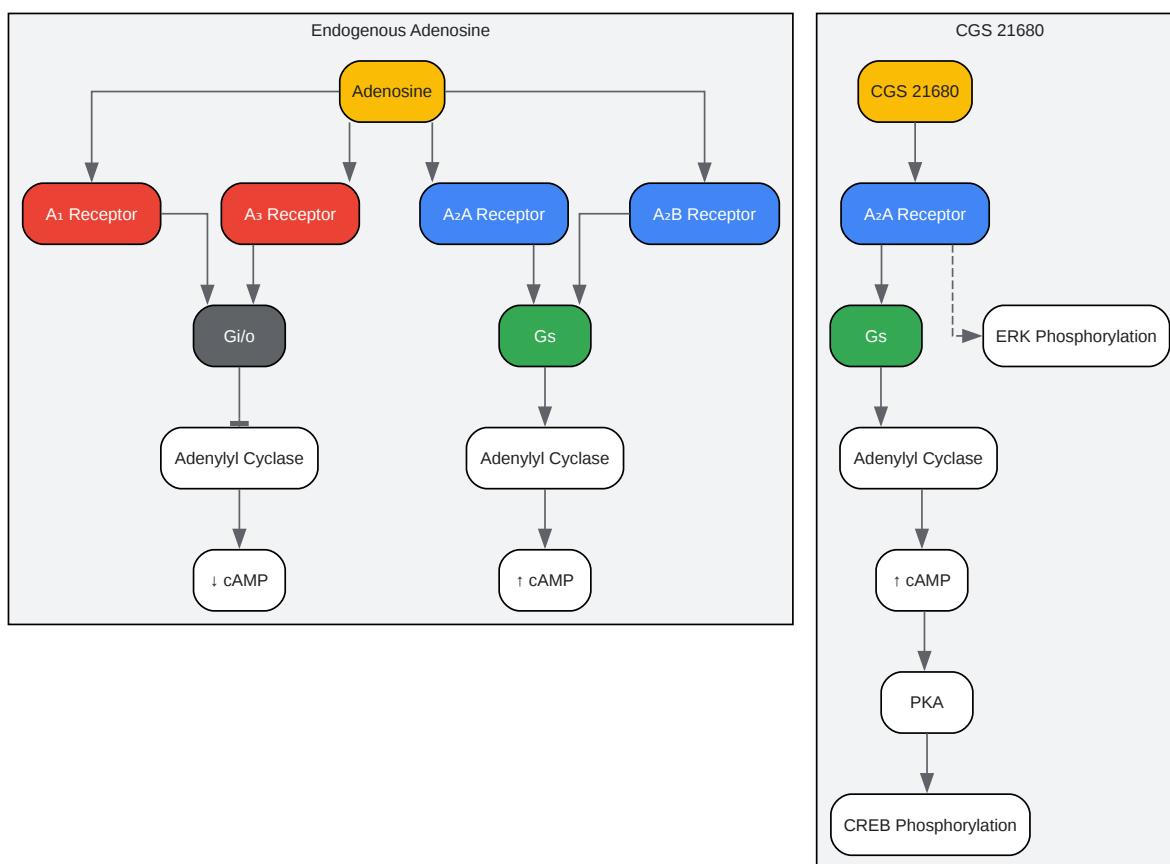 Endogenous Adenosine
Adenosine
A₁ Receptor
A₃ Receptor
A₂A Receptor
A₂B Receptor
Gi/o
Gs
Adenylyl Cyclase
Adenylyl Cyclase
↓ cAMP
↑ cAMP
CGS 21680
CGS 21680
A₂A Receptor
Gs
ERK Phosphorylation
Adenylyl Cyclase
↑ cAMP
PKA
CREB Phosphorylation